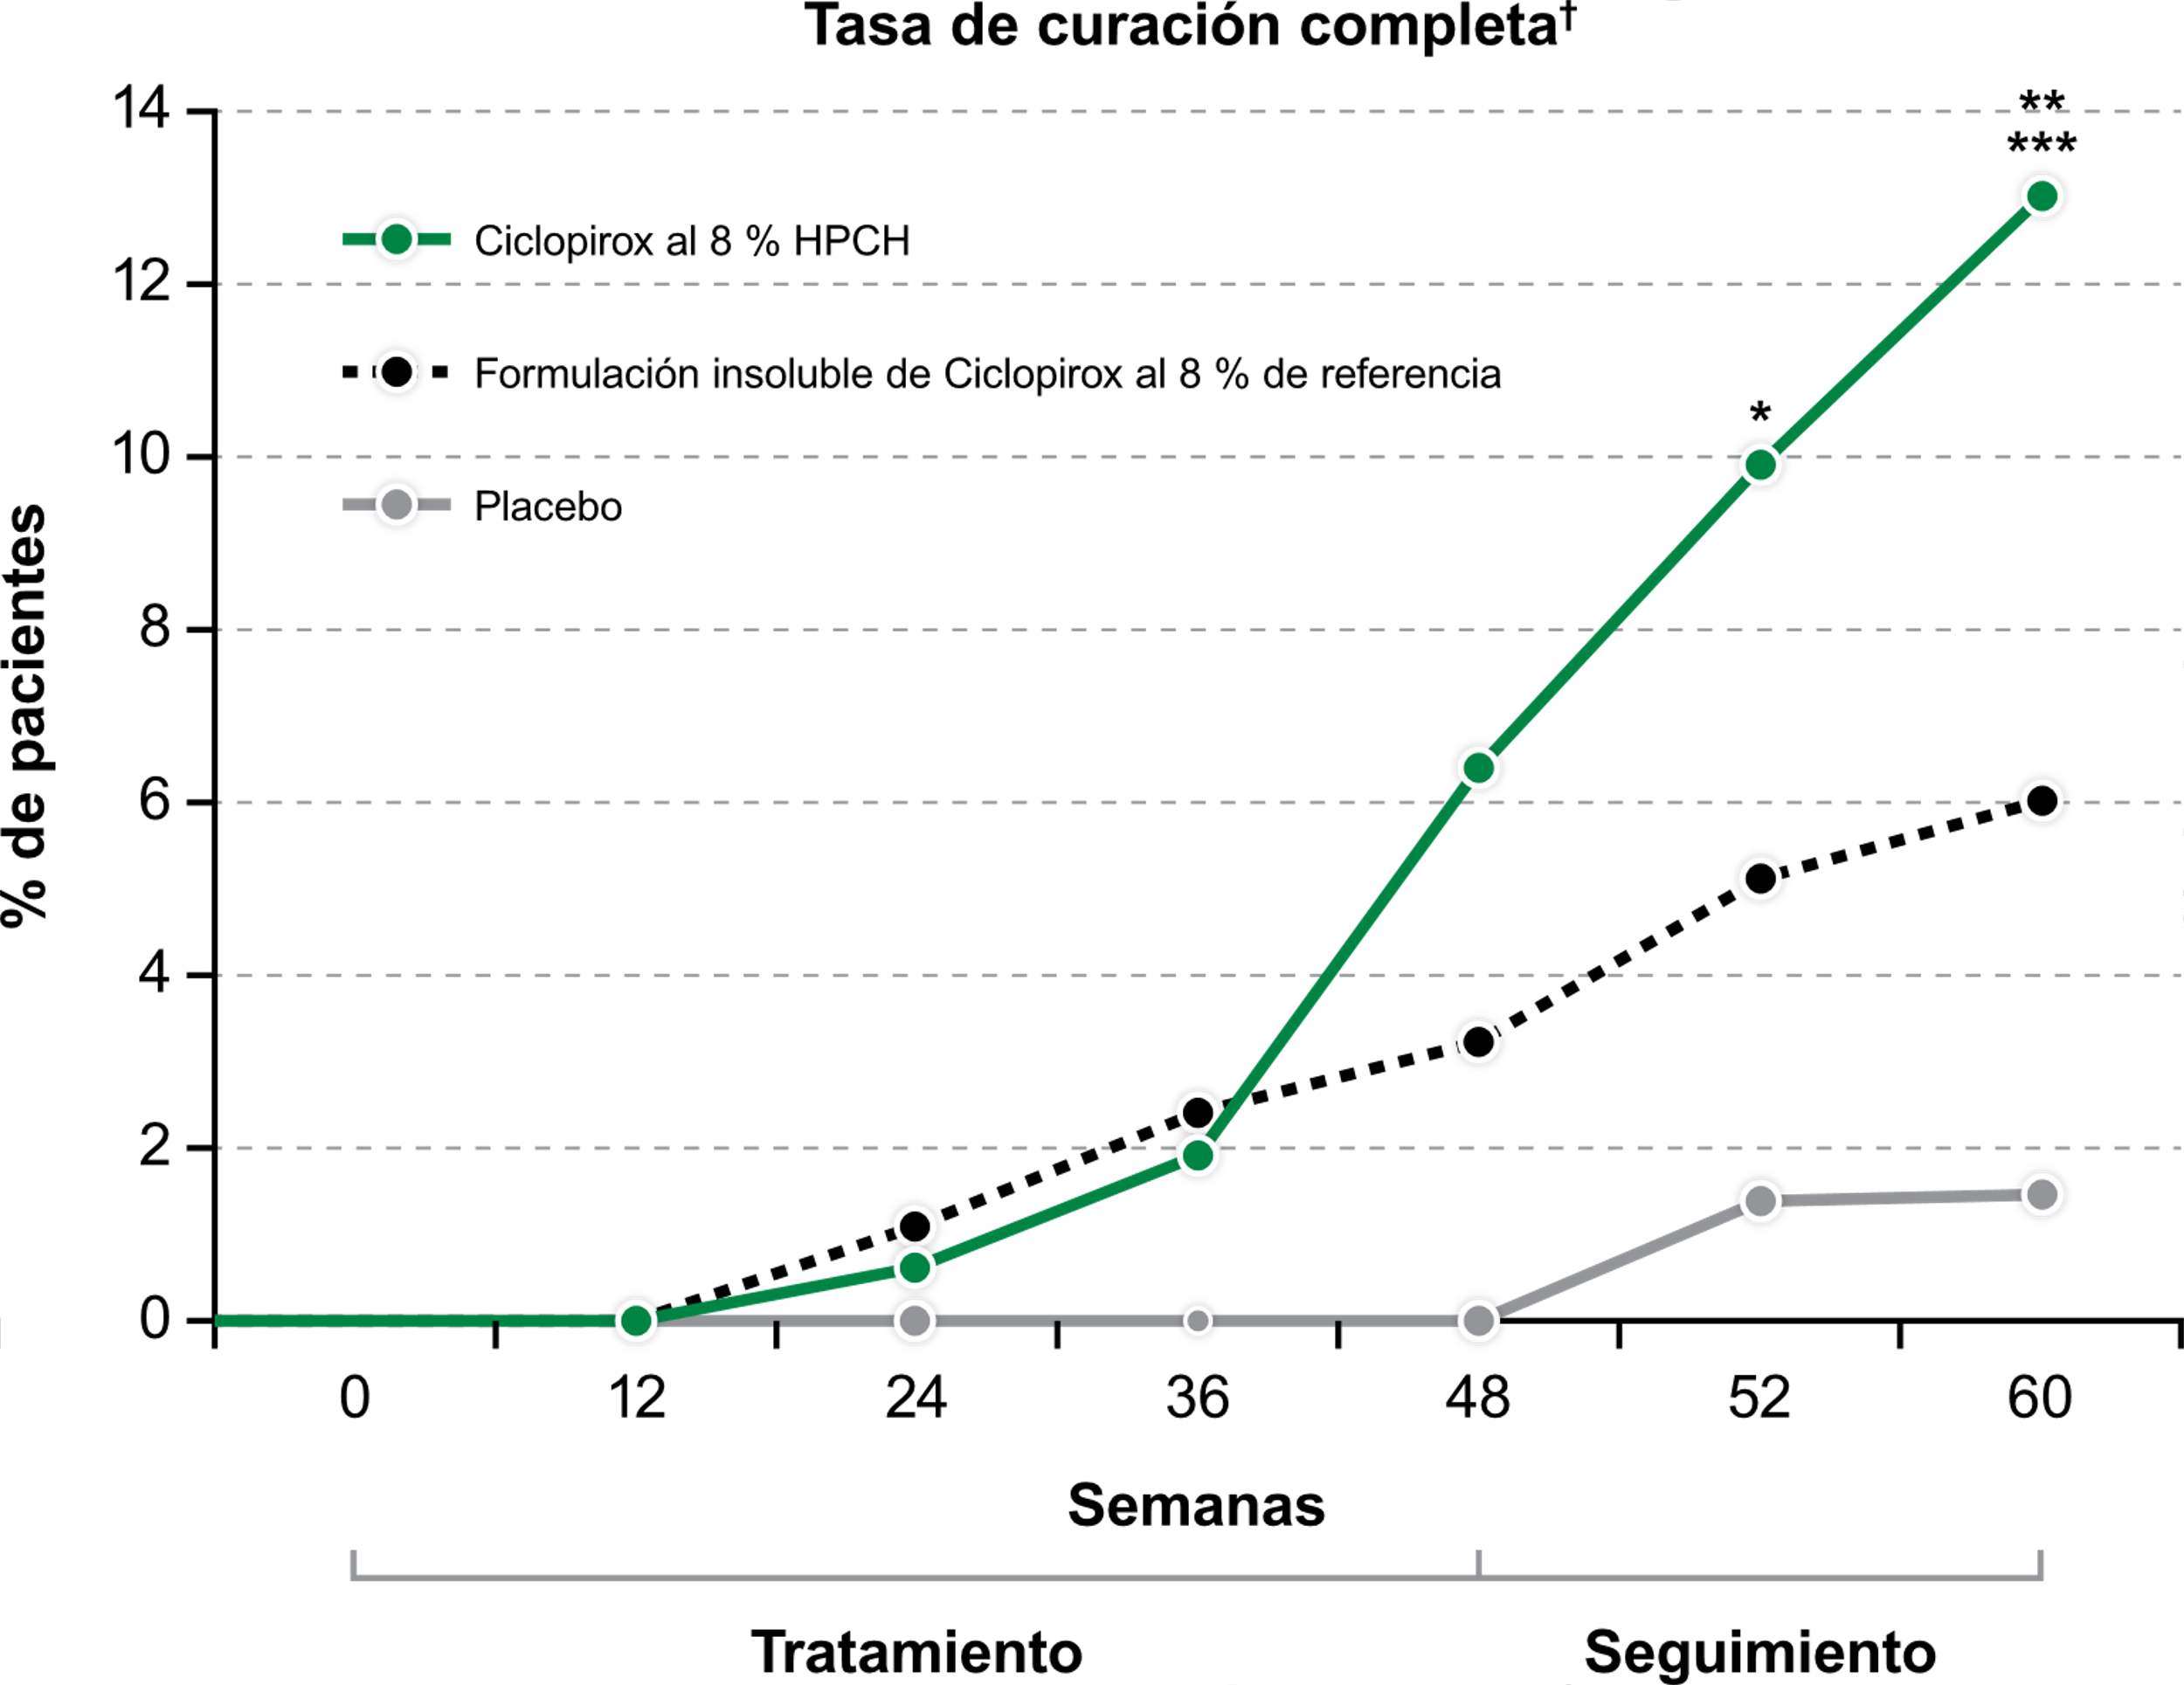 Tasa de curación completa†
14
**
***
Ciclopirox al 8 % HPCH
12
Formulación insoluble de Ciclopirox al 8 % de referencia
*
10
Placebo
8
6
4
2
0
% de pacientes
0 12 24 36 48 52 60
Semanas
Tratamiento Seguimiento